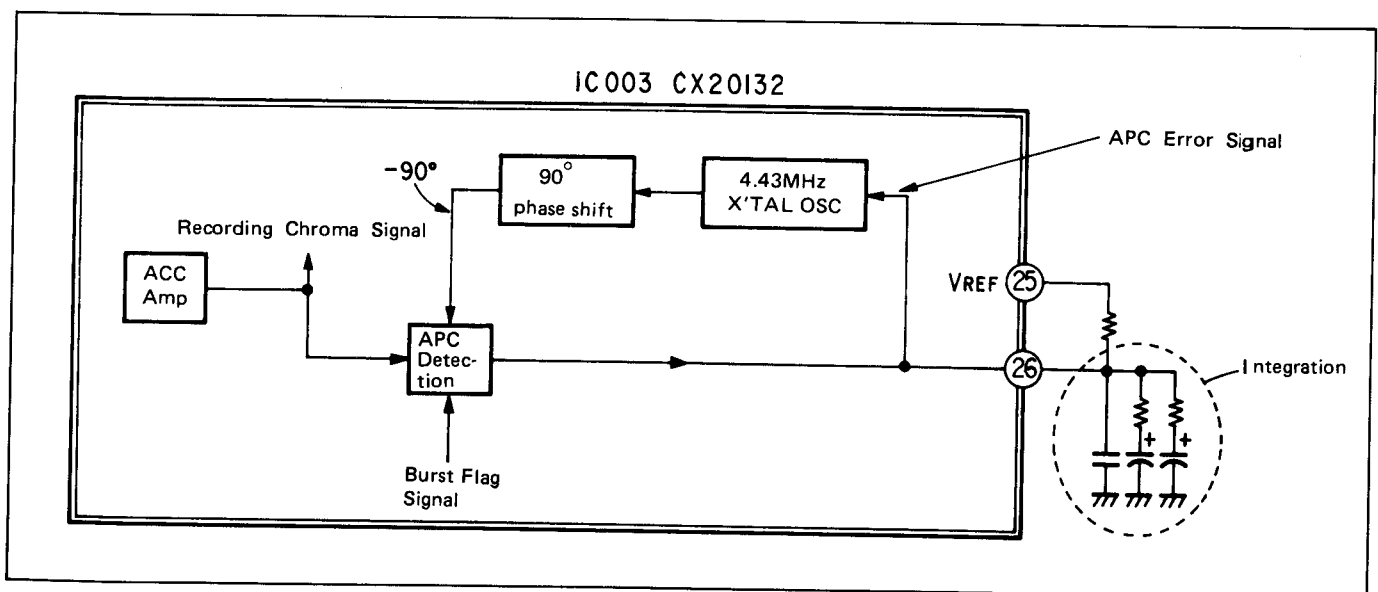 IC003 CX20132
APC Error Signal
-90°
90°
phase shift
4.43MHz
X'TAL OSC
Recording Chroma Signal
ACC
Amp
VREF
25
APC
Detec-
tion
26
Integration
+
+
Burst Flag
Signal